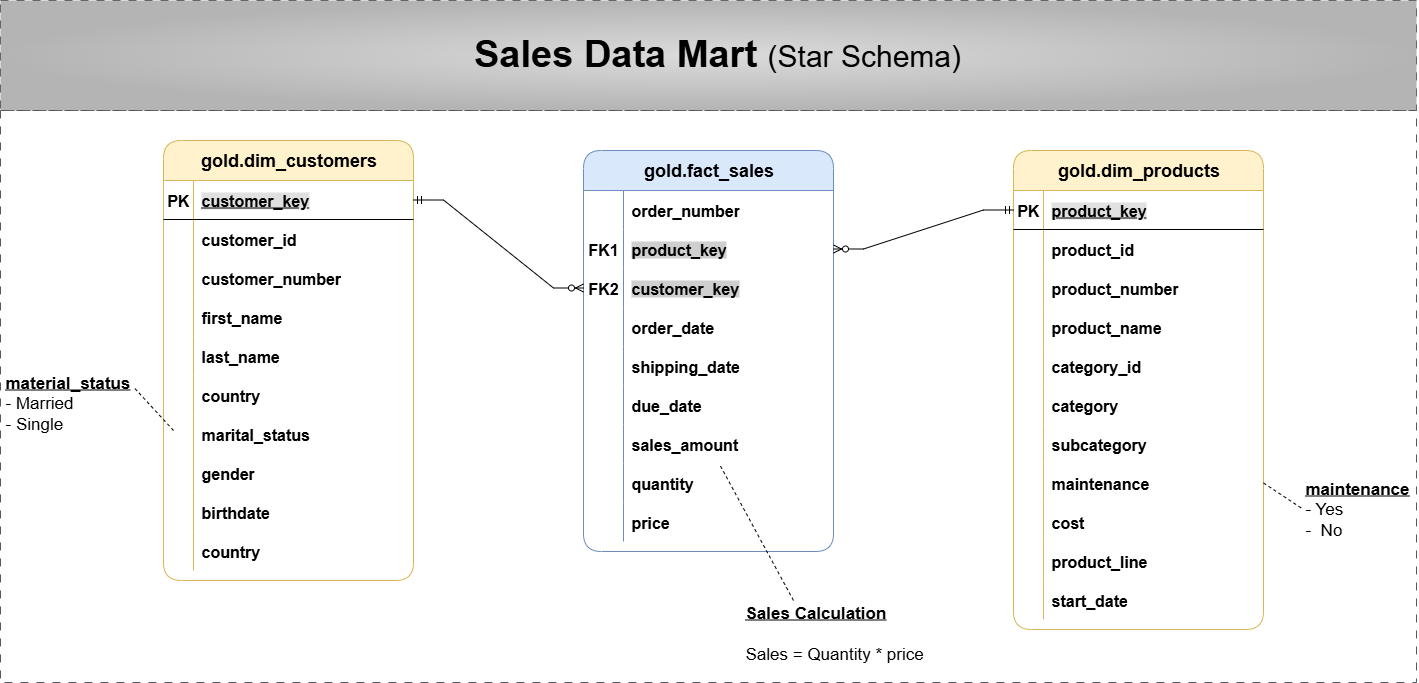 Sales Data Mart (Star Schema)
gold.dim_customers
PK customer_key
customer_id
customer_number
first_name
last_name
country
marital_status
gender
birthdate
country
material_status
- Married
- Single
gold.fact_sales
order_number
FK1 product_key
FK2 customer_key
order_date
shipping_date
due_date
sales_amount
quantity
price
Sales Calculation
Sales = Quantity * price
gold.dim_products
PK product_key
product_id
product_number
product_name
category_id
category
subcategory
maintenance
cost
product_line
start_date
maintenance
- Yes
- No